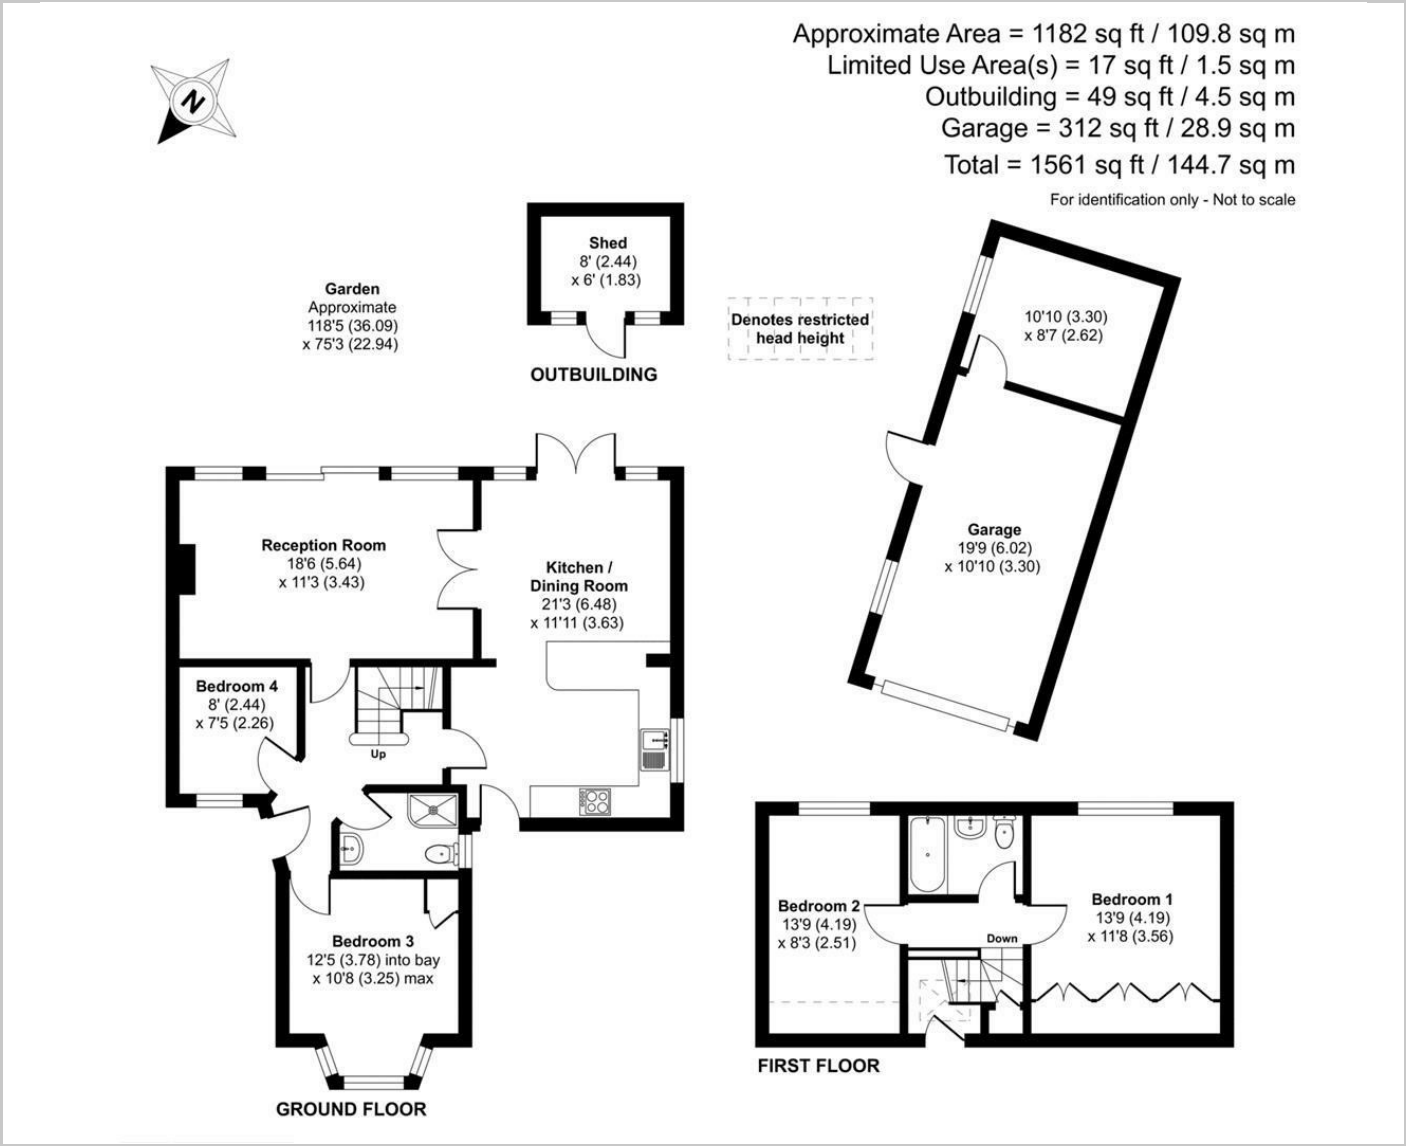 Approximate Area = 1182 sq ft / 109.8 sq m
Limited Use Area(s) = 17 sq ft / 1.5 sq m
Outbuilding = 49 sq ft / 4.5 sq m
Garage = 312 sq ft / 28.9 sq m
Total = 1561 sq ft / 144.7 sq m
For identification only - Not to scale
N
Shed
8' (2.44)
x 6' (1.83)
OUTBUILDING
Garden
Approximate
118'5 (36.09)
x 75'3 (22.94)
Denotes restricted
head height
10'10 (3.30)
x 8'7 (2.62)
Garage
19'9 (6.02)
x 10'10 (3.30)
Reception Room
18'6 (5.64)
x 11'3 (3.43)
Kitchen /
Dining Room
21'3 (6.48)
x 11'11 (3.63)
Bedroom 4
8' (2.44)
x 7'5 (2.26)
Up
Bedroom 3
12'5 (3.78) into bay
x 10'8 (3.25) max
GROUND FLOOR
Bedroom 2
13'9 (4.19)
x 8'3 (2.51)
Down
Bedroom 1
13'9 (4.19)
x 11'8 (3.56)
FIRST FLOOR